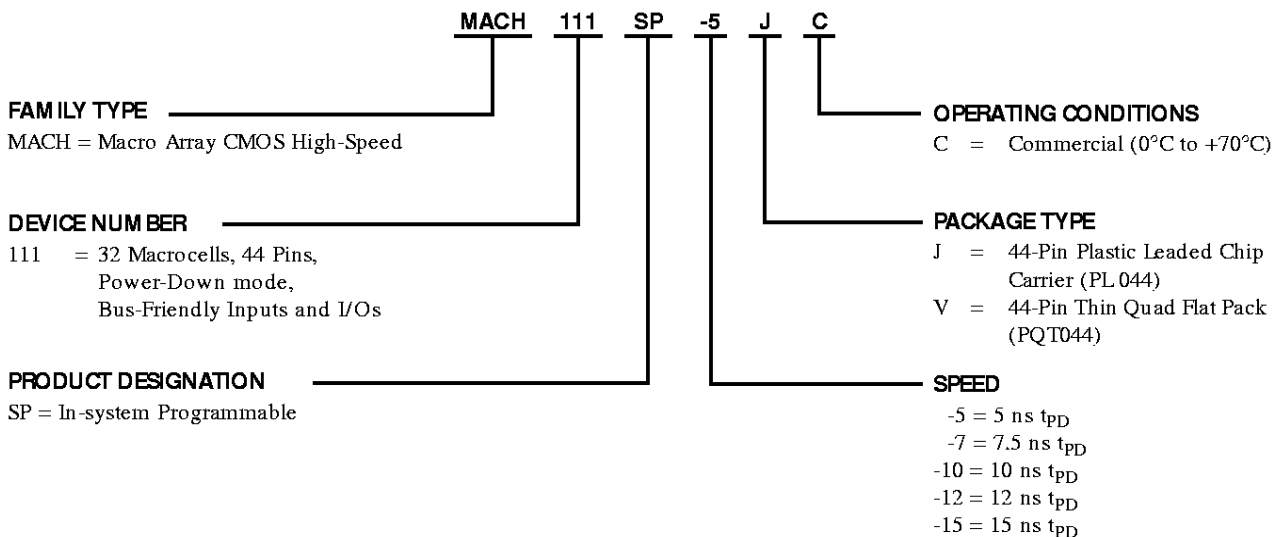 MACH 111 SP -5 J C
FAMILY TYPE
MACH = Macro Array CMOS High-Speed
DEVICE NUMBER
111 = 32 Macrocells, 44 Pins,
Power-Down mode,
Bus-Friendly Inputs and I/Os
PRODUCT DESIGNATION
SP = In-system Programmable
OPERATING CONDITIONS
C = Commercial (0°C to +70°C)
PACKAGE TYPE
J = 44-Pin Plastic Leaded Chip
Carrier (PL 044)
V = 44-Pin Thin Quad Flat Pack
(PQT044)
SPEED
-5 = 5 ns tPD
-7 = 7.5 ns tPD
-10 = 10 ns tPD
-12 = 12 ns tPD
-15 = 15 ns tPD